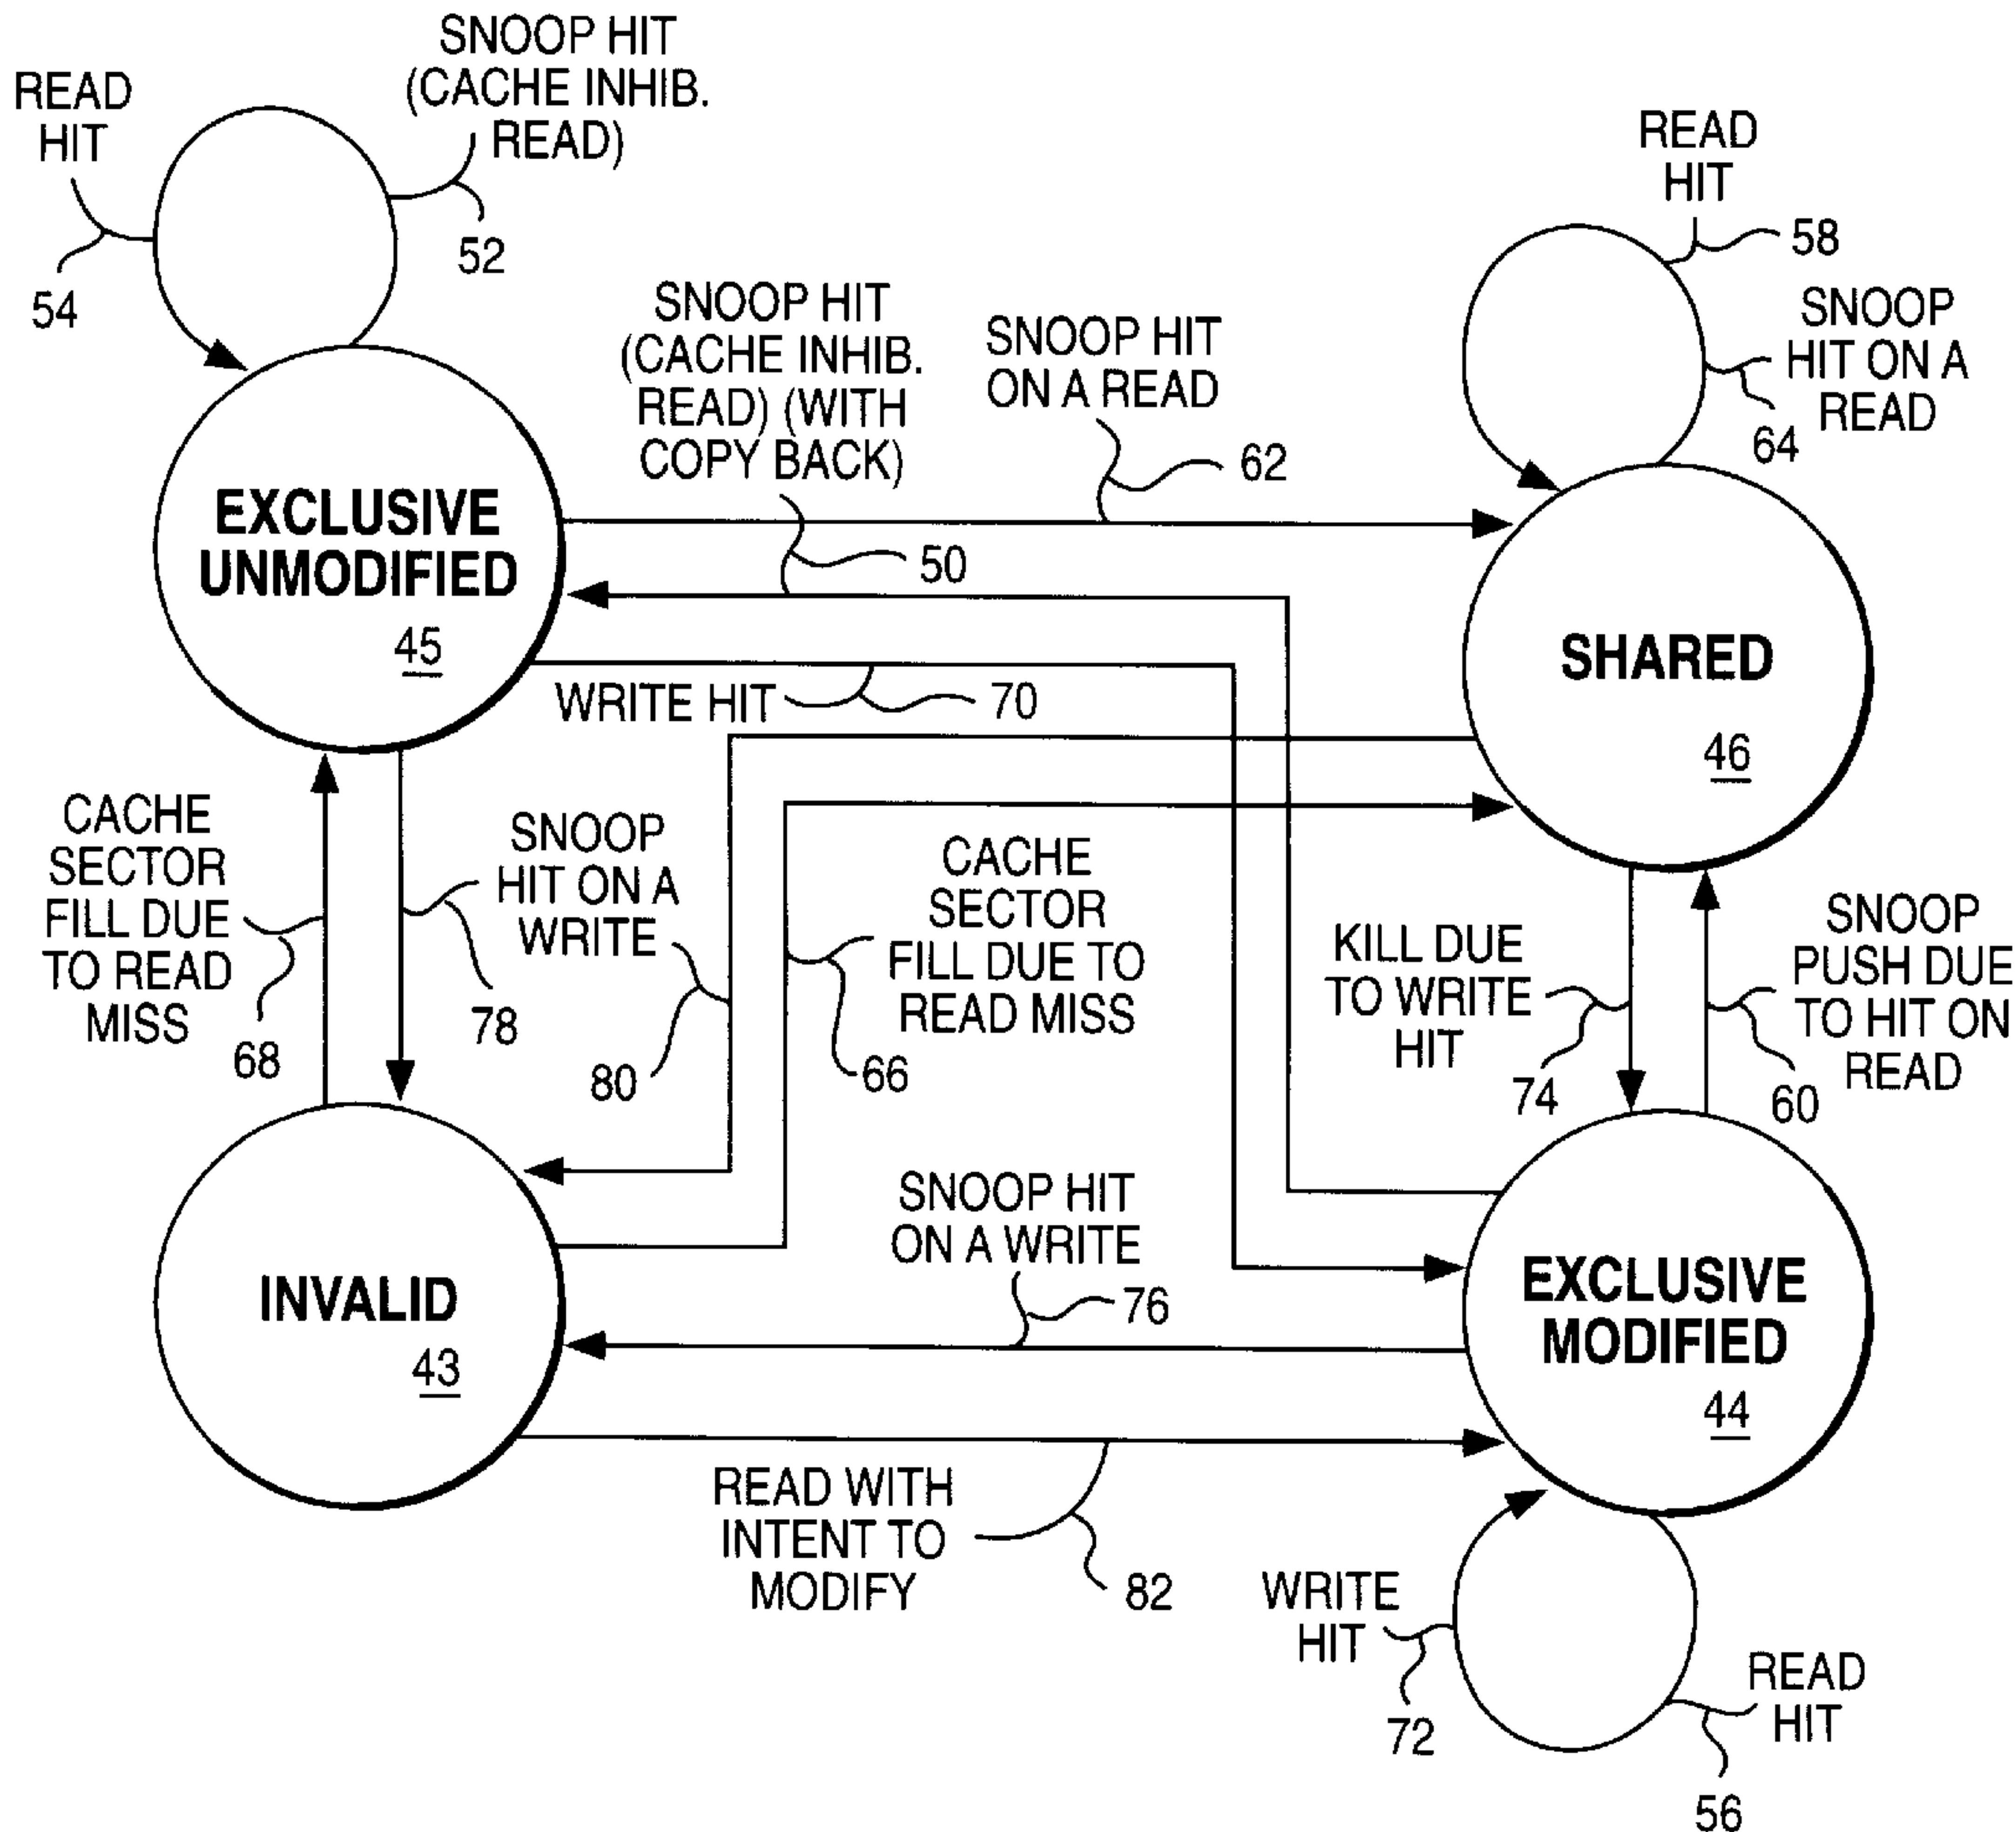 SNOOP HIT
(CACHE INHIB.
READ)
READ
HIT
52
54
READ
HIT
58
SNOOP
HIT ON A
READ
64
SNOOP HIT
(CACHE INHIB.
READ) (WITH
COPY BACK)
SNOOP HIT
ON A READ
62
50
EXCLUSIVE
UNMODIFIED
45
WRITE HIT
70
SHARED
46
CACHE
SECTOR
FILL DUE
TO READ
MISS
68
SNOOP
HIT ON A
WRITE
78
80
CACHE
SECTOR
FILL DUE TO
READ MISS
66
KILL DUE
TO WRITE
HIT
74
SNOOP
PUSH DUE
TO HIT ON
READ
60
SNOOP HIT
ON A WRITE
76
INVALID
43
EXCLUSIVE
MODIFIED
44
READ WITH
INTENT TO
MODIFY
82
WRITE
HIT
72
READ
HIT
56